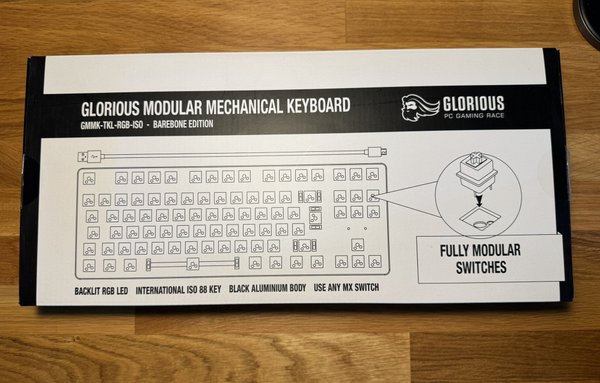 GLORIOUS MODULAR MECHANICAL KEYBOARD
GMMK-TKL-RGB-ISO - BAREBONE EDITION
GLORIOUS
PC GAMING RACE
FULLY MODULAR
SWITCHES
BACKLIT RGB LED INTERNATIONAL ISO 88 KEY BLACK ALUMINIUM BODY USE ANY MX SWITCH